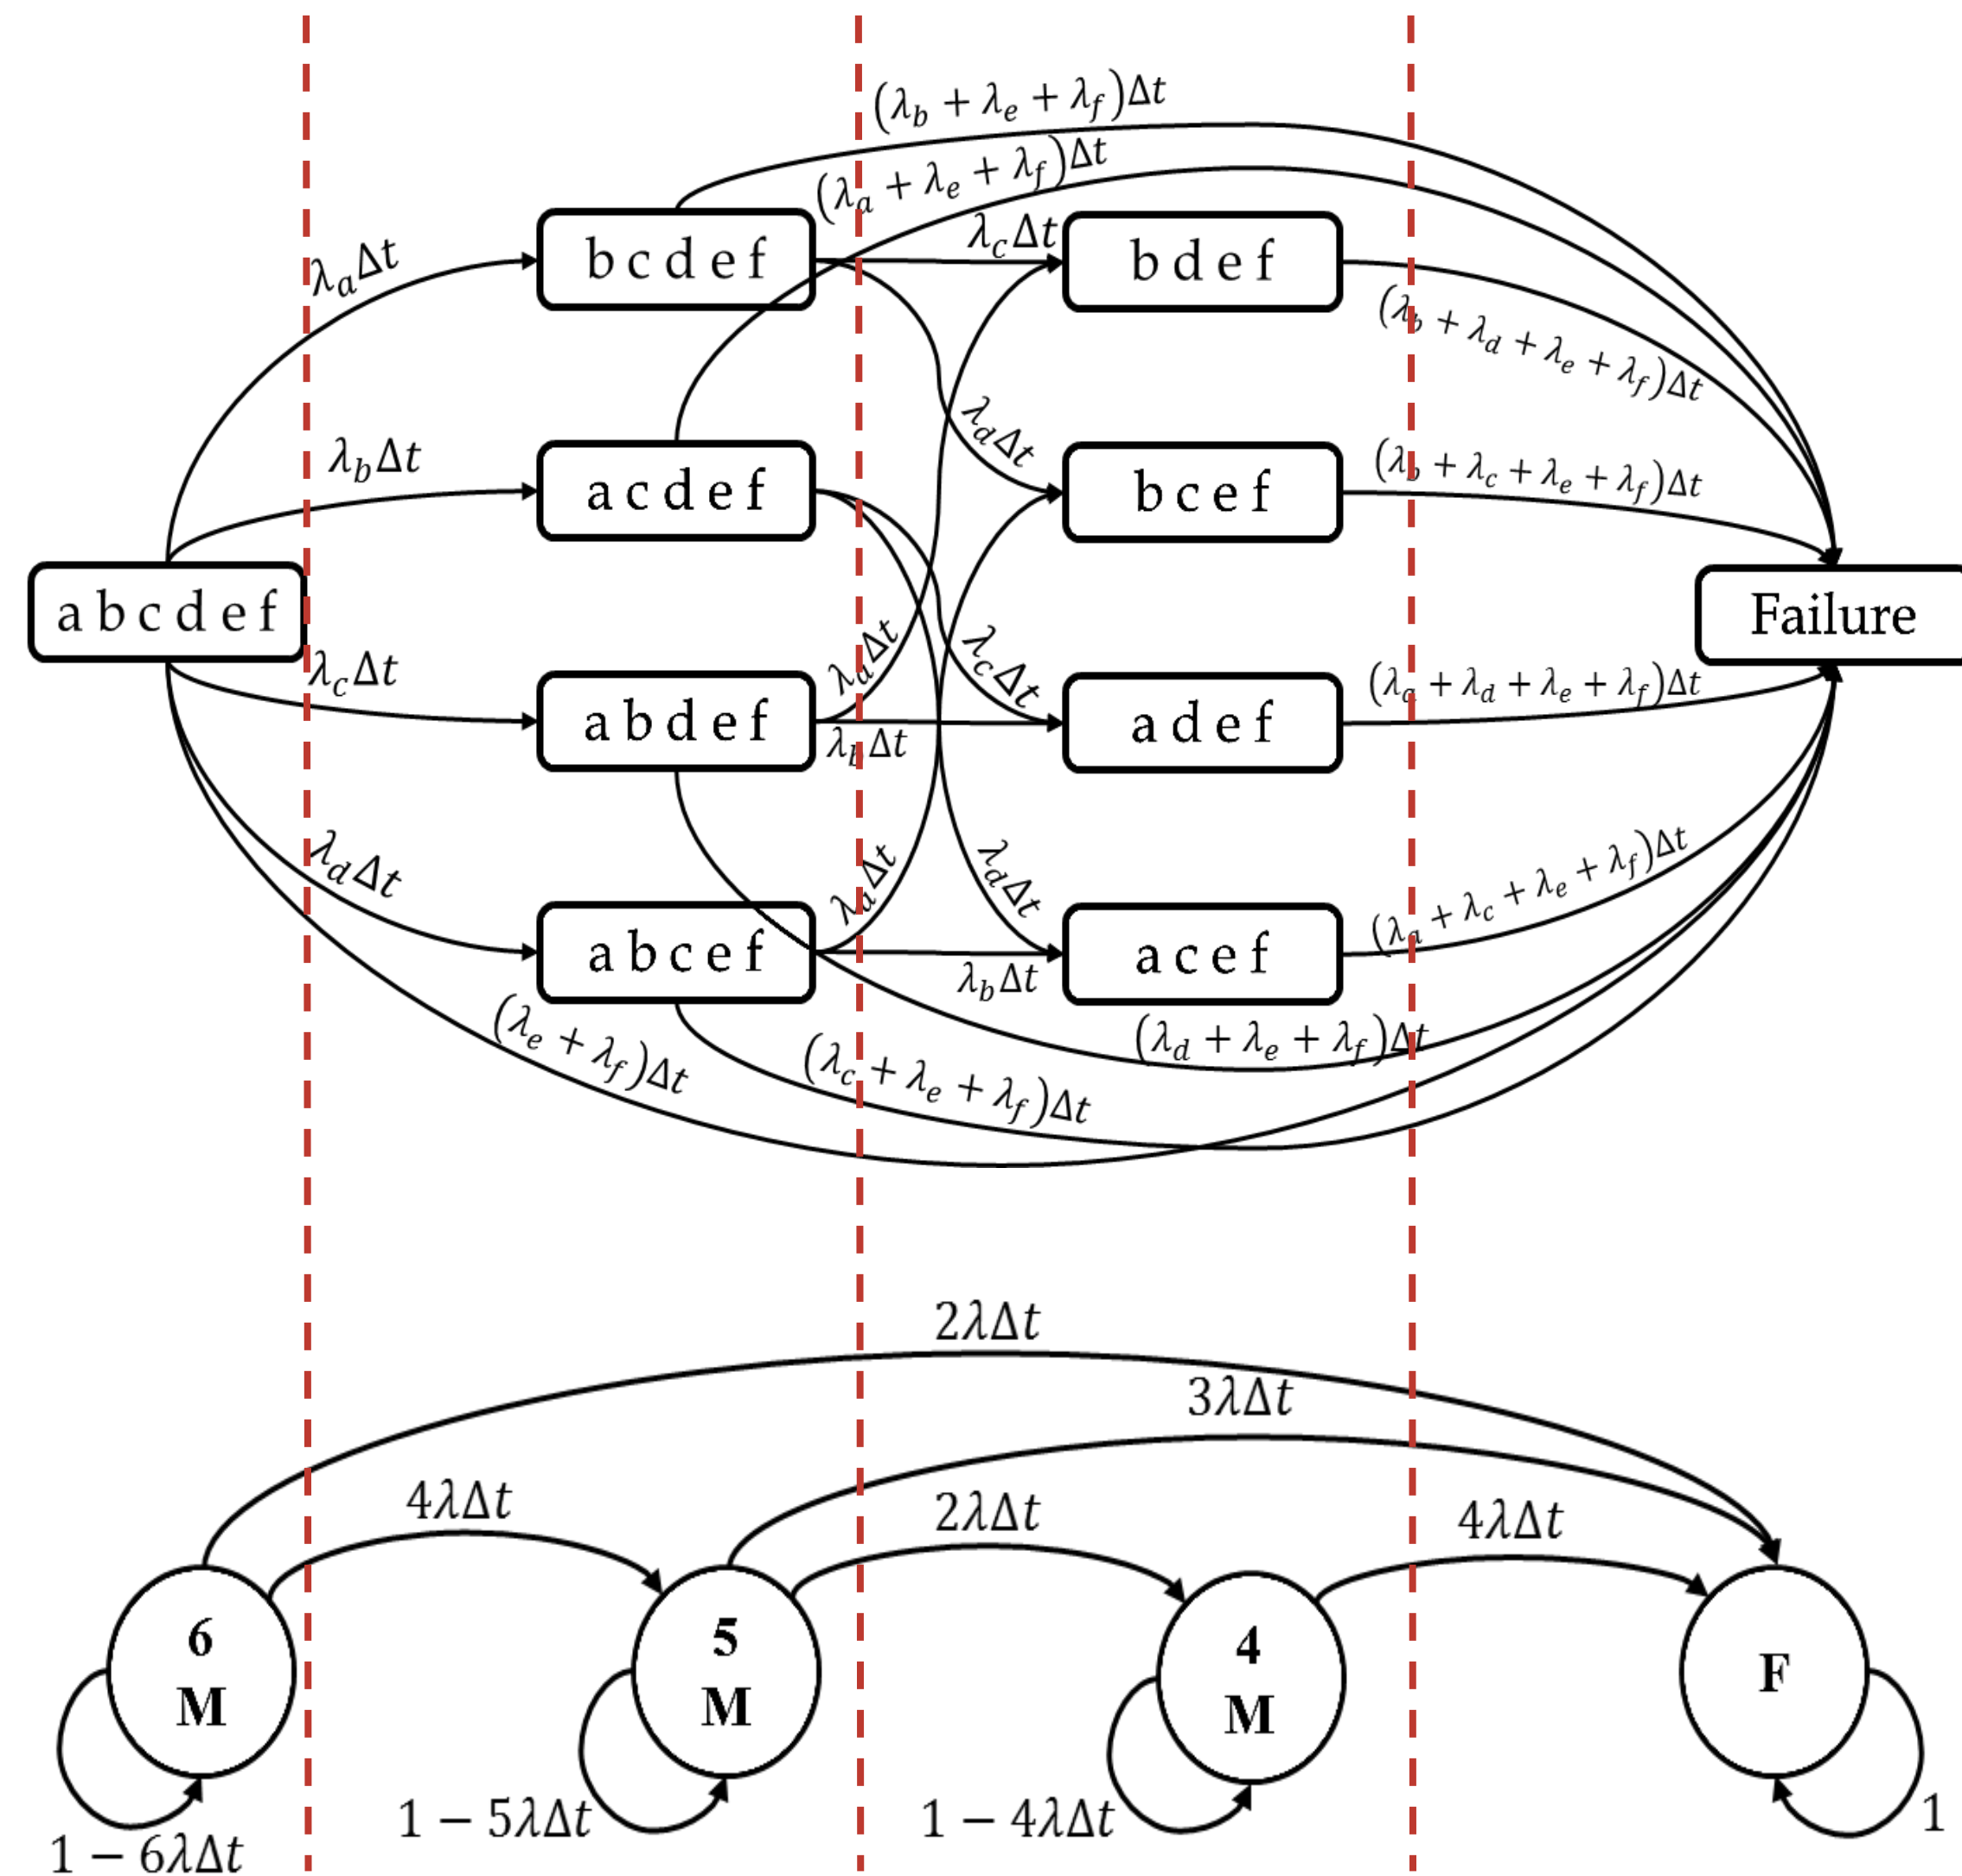 (λb + λe + λf)Δt
(λa + λe + λf)Δt
λaΔt
b c d e f
λcΔt
b d e f
(λb + λd + λe + λf)Δt
λdΔt
λbΔt
a c d e f
b c e f
(λb + λc + λe + λf)Δt
a b c d e f
Failure
λcΔt
λaΔt
λcΔt
(λa + λd + λe + λf)Δt
a b d e f
a d e f
λbΔt
λdΔt
λaΔt
λdΔt
(λa + λc + λe + λf)Δt
a b c e f
a c e f
λbΔt
(λe + λf)Δt
(λc + λe + λf)Δt
(λd + λe + λf)Δt
2λΔt
3λΔt
4λΔt
2λΔt
4λΔt
6
M
5
M
4
M
F
1 − 6λΔt
1 − 5λΔt
1 − 4λΔt
1